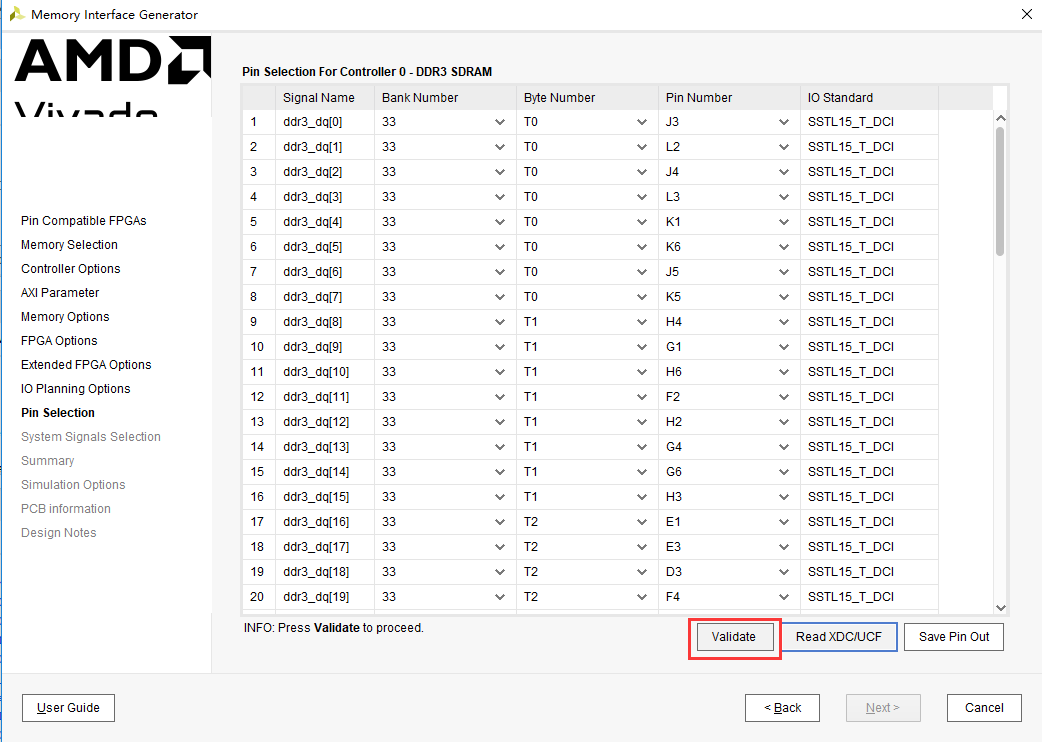 Memory Interface Generator
AMD
Vivado
Pin Compatible FPGAs
Memory Selection
Controller Options
AXI Parameter
Memory Options
FPGA Options
Extended FPGA Options
IO Planning Options
Pin Selection
System Signals Selection
Summary
Simulation Options
PCB information
Design Notes
Pin Selection For Controller 0 - DDR3 SDRAM
Signal Name Bank Number Byte Number Pin Number IO Standard
1 ddr3_dq[0] 33 T0 J3 SSTL15_T_DCI
2 ddr3_dq[1] 33 T0 L2 SSTL15_T_DCI
3 ddr3_dq[2] 33 T0 J4 SSTL15_T_DCI
4 ddr3_dq[3] 33 T0 L3 SSTL15_T_DCI
5 ddr3_dq[4] 33 T0 K1 SSTL15_T_DCI
6 ddr3_dq[5] 33 T0 K6 SSTL15_T_DCI
7 ddr3_dq[6] 33 T0 J5 SSTL15_T_DCI
8 ddr3_dq[7] 33 T0 K5 SSTL15_T_DCI
9 ddr3_dq[8] 33 T1 H4 SSTL15_T_DCI
10 ddr3_dq[9] 33 T1 G1 SSTL15_T_DCI
11 ddr3_dq[10] 33 T1 H6 SSTL15_T_DCI
12 ddr3_dq[11] 33 T1 F2 SSTL15_T_DCI
13 ddr3_dq[12] 33 T1 H2 SSTL15_T_DCI
14 ddr3_dq[13] 33 T1 G4 SSTL15_T_DCI
15 ddr3_dq[14] 33 T1 G6 SSTL15_T_DCI
16 ddr3_dq[15] 33 T1 H3 SSTL15_T_DCI
17 ddr3_dq[16] 33 T2 E1 SSTL15_T_DCI
18 ddr3_dq[17] 33 T2 E3 SSTL15_T_DCI
19 ddr3_dq[18] 33 T2 D3 SSTL15_T_DCI
20 ddr3_dq[19] 33 T2 F4 SSTL15_T_DCI
INFO: Press Validate to proceed.
Validate Read XDC/UCF Save Pin Out
User Guide < Back Next > Cancel